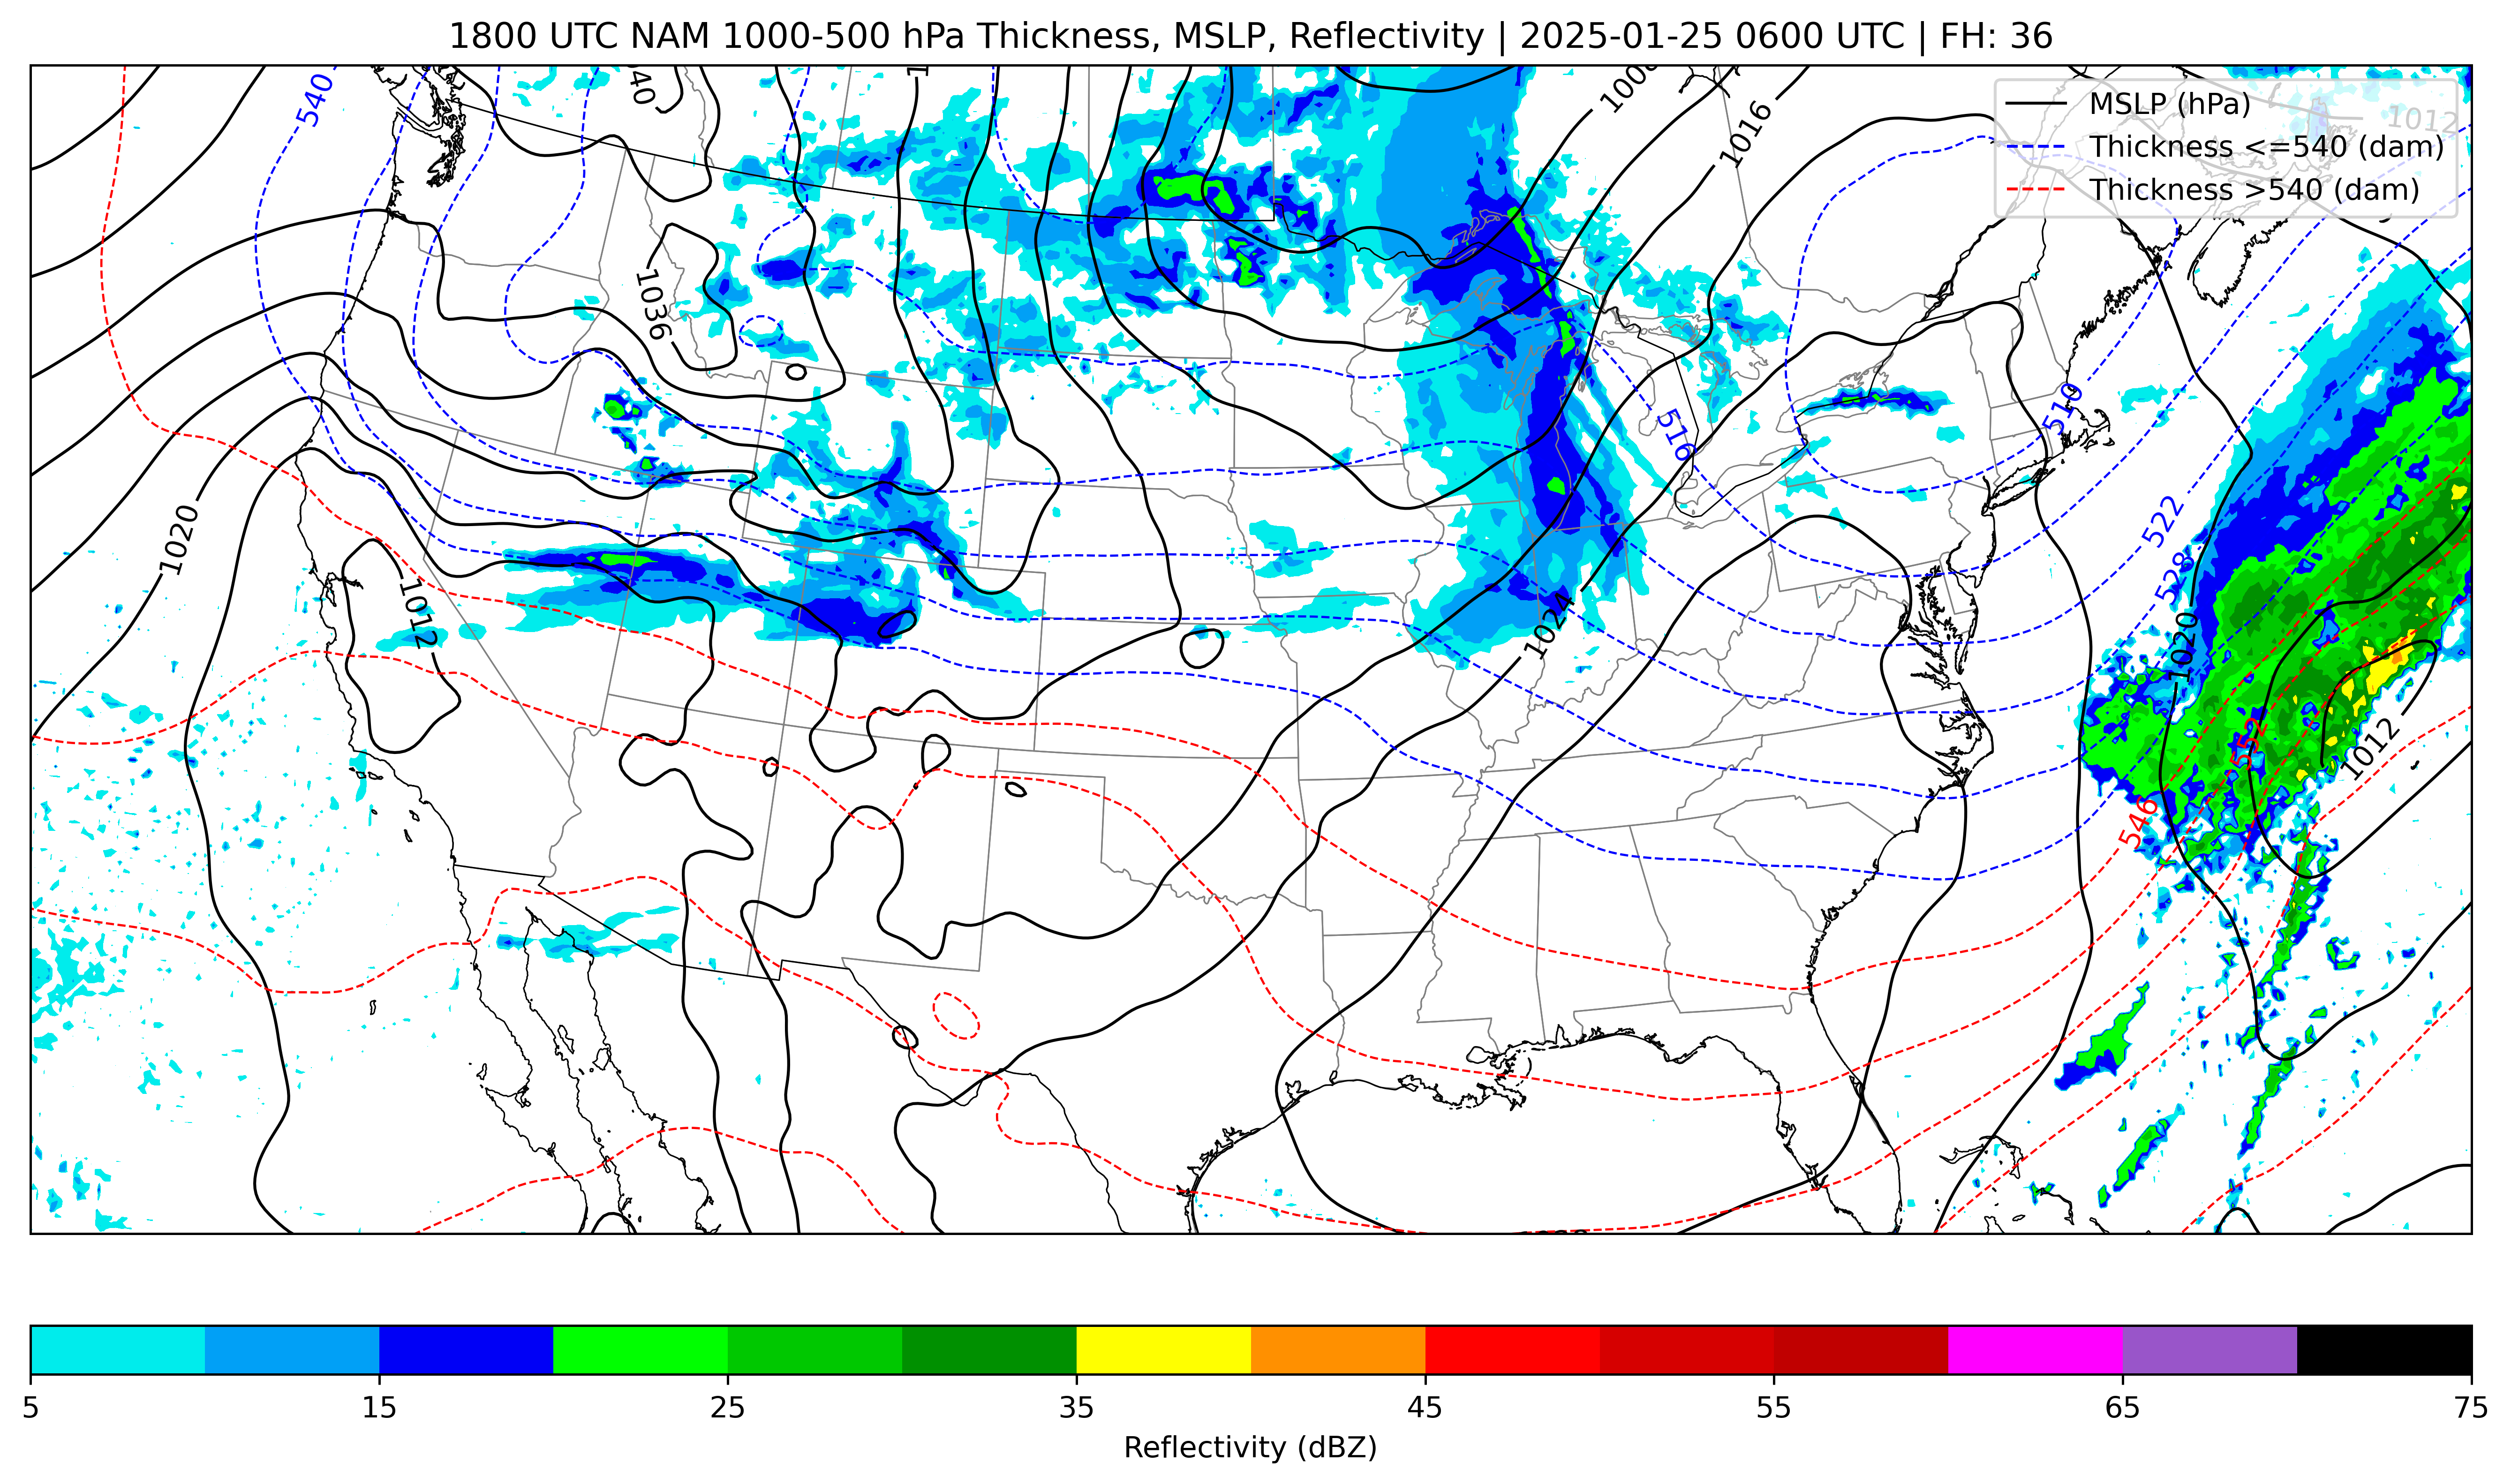 1800 UTC NAM 1000-500 hPa Thickness, MSLP, Reflectivity | 2025-01-25 0600 UTC | FH: 36
MSLP (hPa)
Thickness <=540 (dam)
Thickness >540 (dam)
540
1008
1016
1012
1036
510
516
1020
522
528
1012
1024
1020
552
1012
546
5 15 25 35 45 55 65 75
Reflectivity (dBZ)